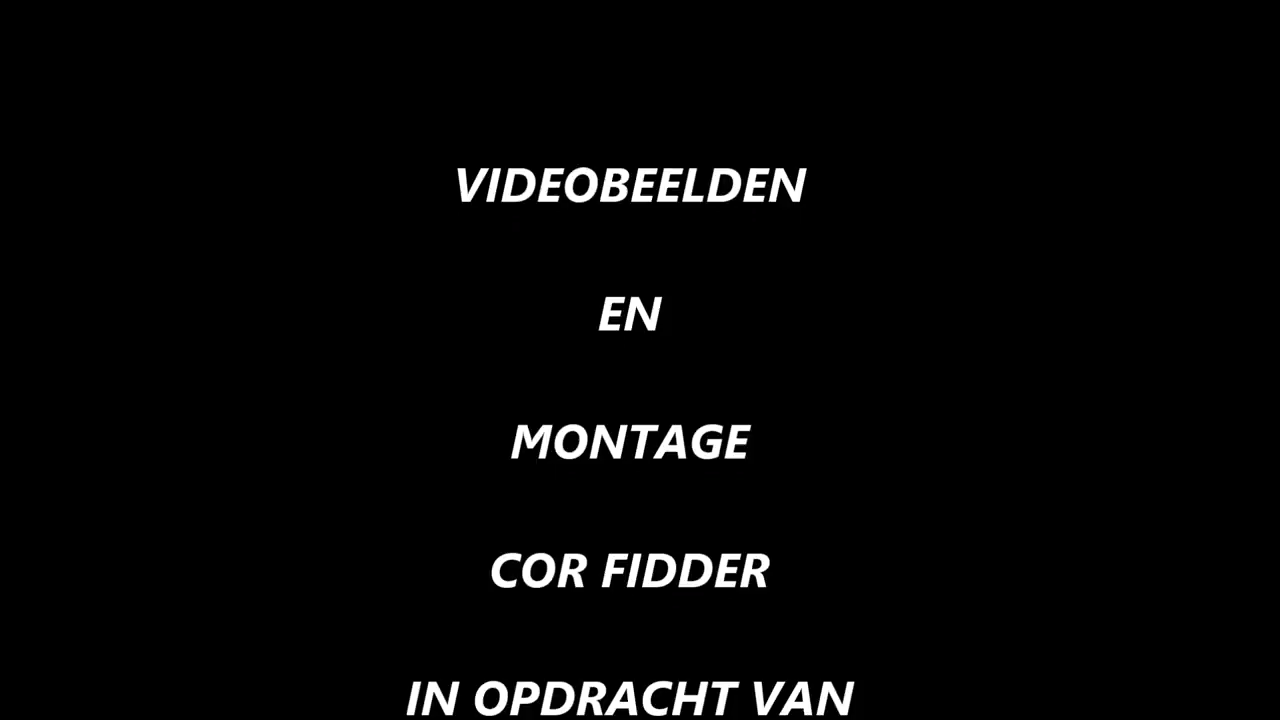 VIDEOBEELDEN
EN
MONTAGE
COR FIDDER
IN OPDRACHT VAN